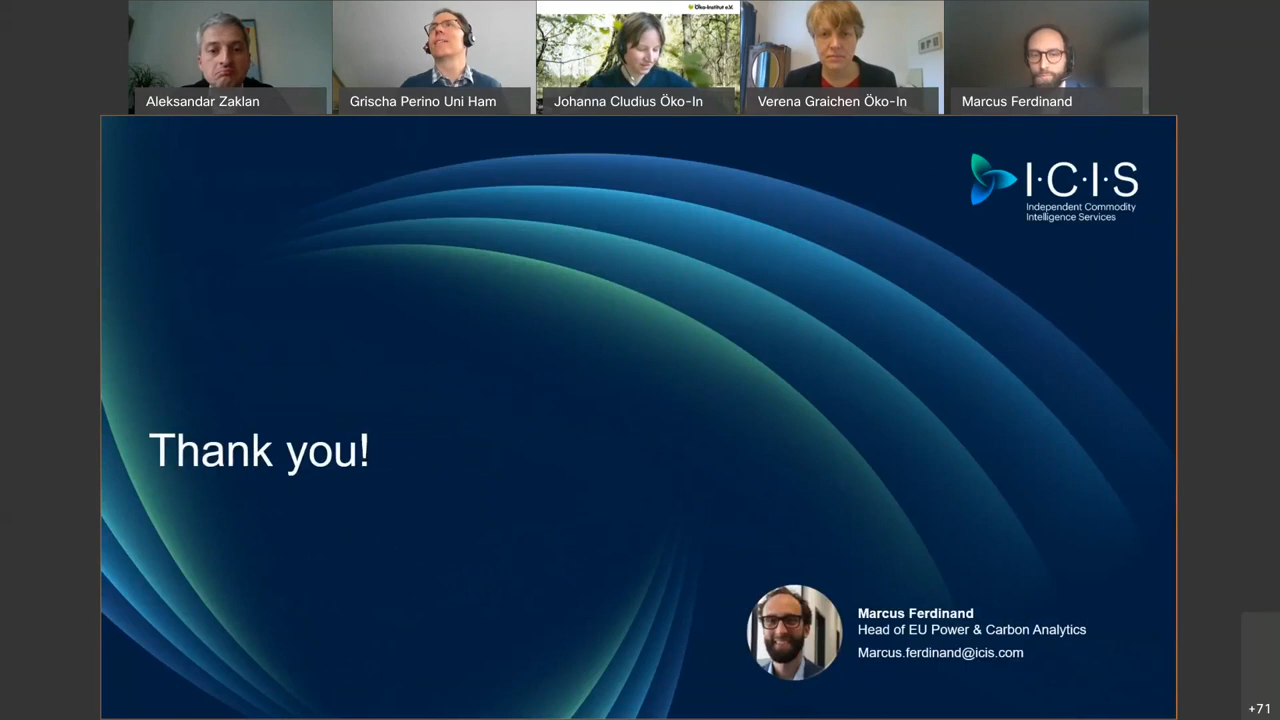 Öko-Institut e.V.
Aleksandar Zaklan
Grischa Perino Uni Ham
Johanna Cludius Öko-In
Verena Graichen Öko-In
Marcus Ferdinand
I·C·I·S
Independent Commodity
Intelligence Services
Thank you!
Marcus Ferdinand
Head of EU Power & Carbon Analytics
Marcus.ferdinand@icis.com
+71